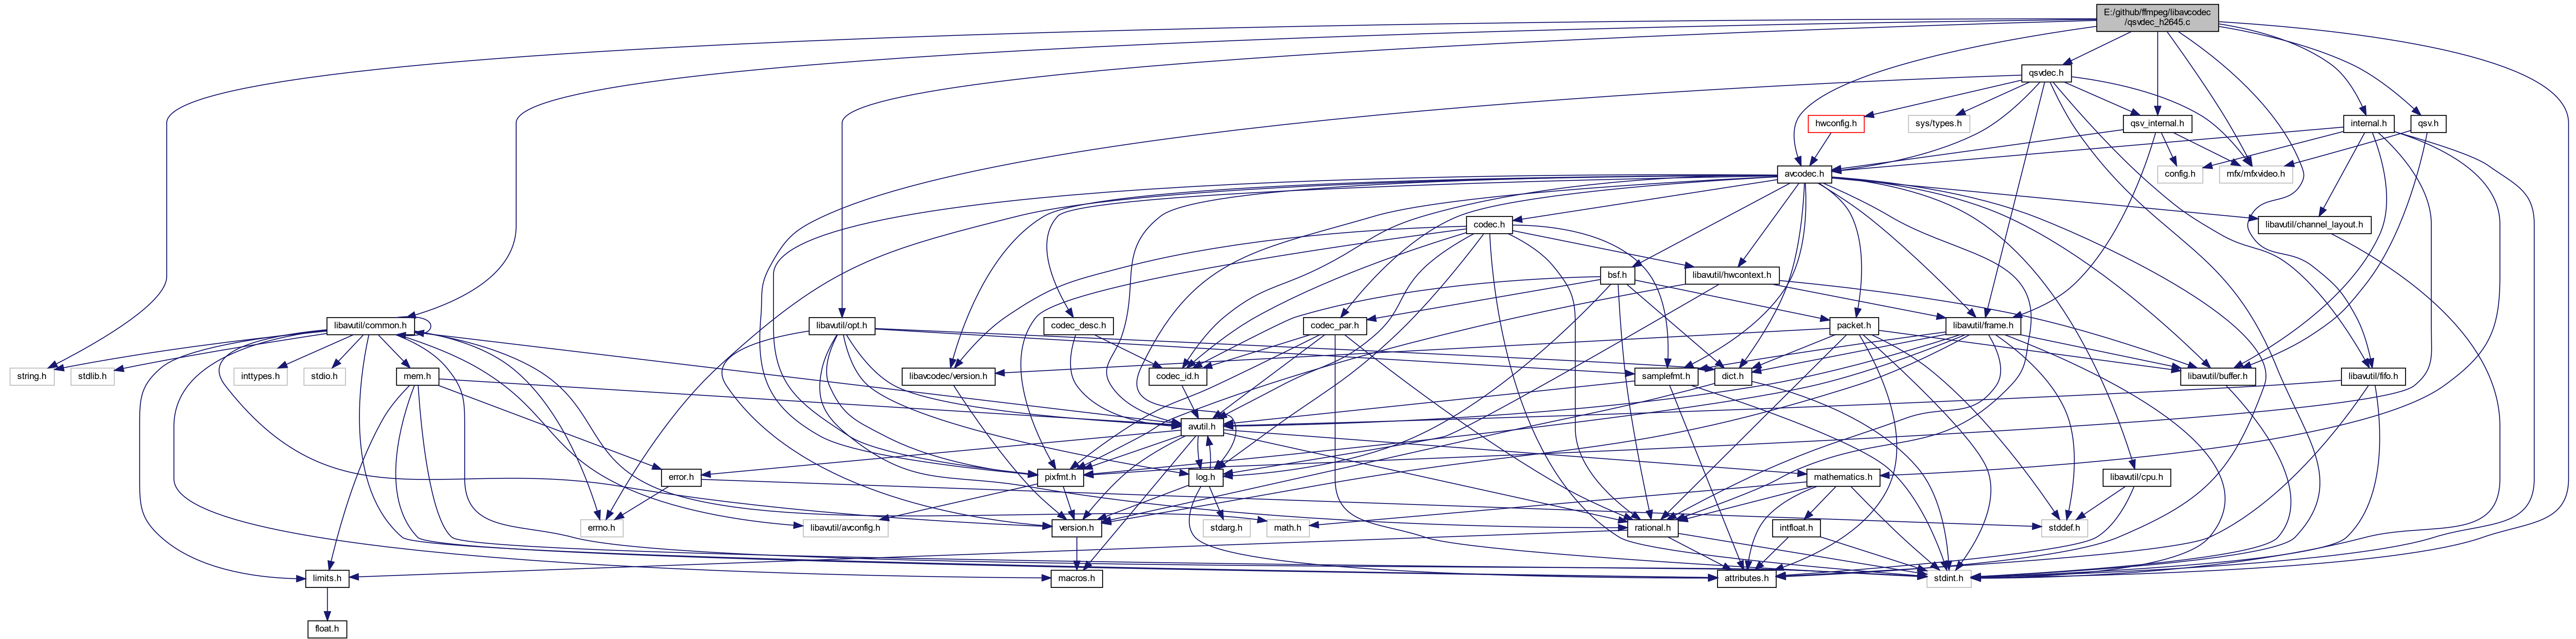 E:/github/ffmpeg/libavcodec
/qsvdec_h2645.c
qsvdec.h
hwconfig.h
sys/types.h
qsv_internal.h
internal.h
qsv.h
avcodec.h
config.h
mfx/mfxvideo.h
codec.h
libavutil/channel_layout.h
bsf.h
libavutil/hwcontext.h
libavutil/common.h
libavutil/opt.h
codec_desc.h
codec_par.h
packet.h
libavutil/frame.h
string.h
stdlib.h
inttypes.h
stdio.h
mem.h
libavcodec/version.h
codec_id.h
samplefmt.h
dict.h
libavutil/buffer.h
libavutil/fifo.h
avutil.h
error.h
pixfmt.h
log.h
mathematics.h
libavutil/cpu.h
errno.h
libavutil/avconfig.h
version.h
stdarg.h
math.h
rational.h
intfloat.h
stddef.h
limits.h
macros.h
attributes.h
stdint.h
float.h